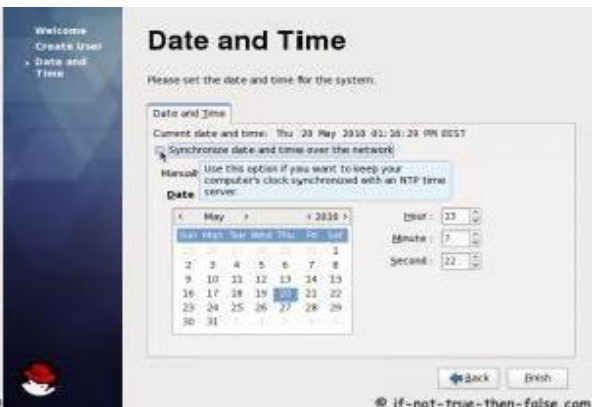 Welcome
Create User
Date and
Time
Date and Time
Please set the date and time for the system.
Date and Time
Current date and time: Thu 20 May 2010 01:16:29 PM EEST
Synchronize date and time over the network
Use this option if you want to keep your
computer's clock synchronized with an NTP time
server.
Manuall
Date
< May > < 2010 >
Sun Mon Tue Wed Thu Fri Sat
1
2 3 4 5 6 7 8
9 10 11 12 13 14 15
16 17 18 19 20 21 22
23 24 25 26 27 28 29
30 31
Hour : 13
Minute : 7
Second : 22
Back
Finish
© if-not-true-then-false.com